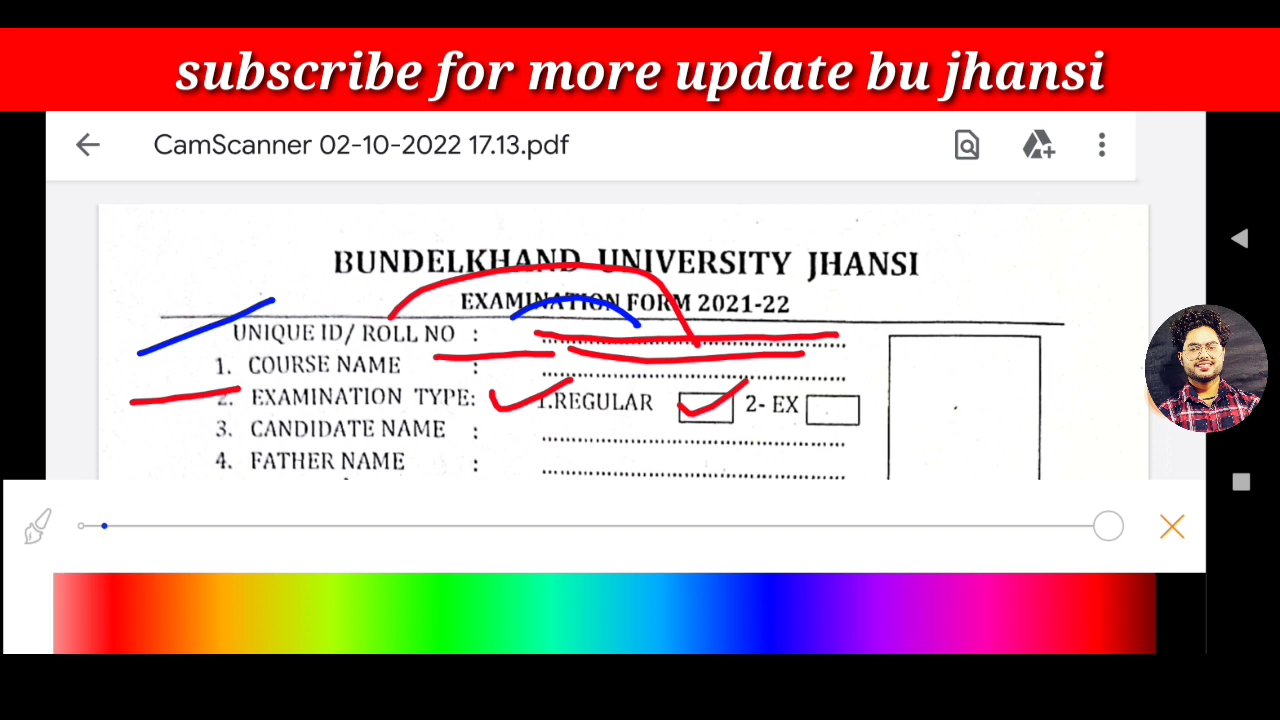 subscribe for more update bu jhansi
CamScanner 02-10-2022 17.13.pdf
BUNDELKHAND UNIVERSITY JHANSI
EXAMINATION FORM 2021-22
UNIQUE ID/ ROLL NO :
1. COURSE NAME :
2. EXAMINATION TYPE: 1.REGULAR 2- EX
3. CANDIDATE NAME :
4. FATHER NAME :